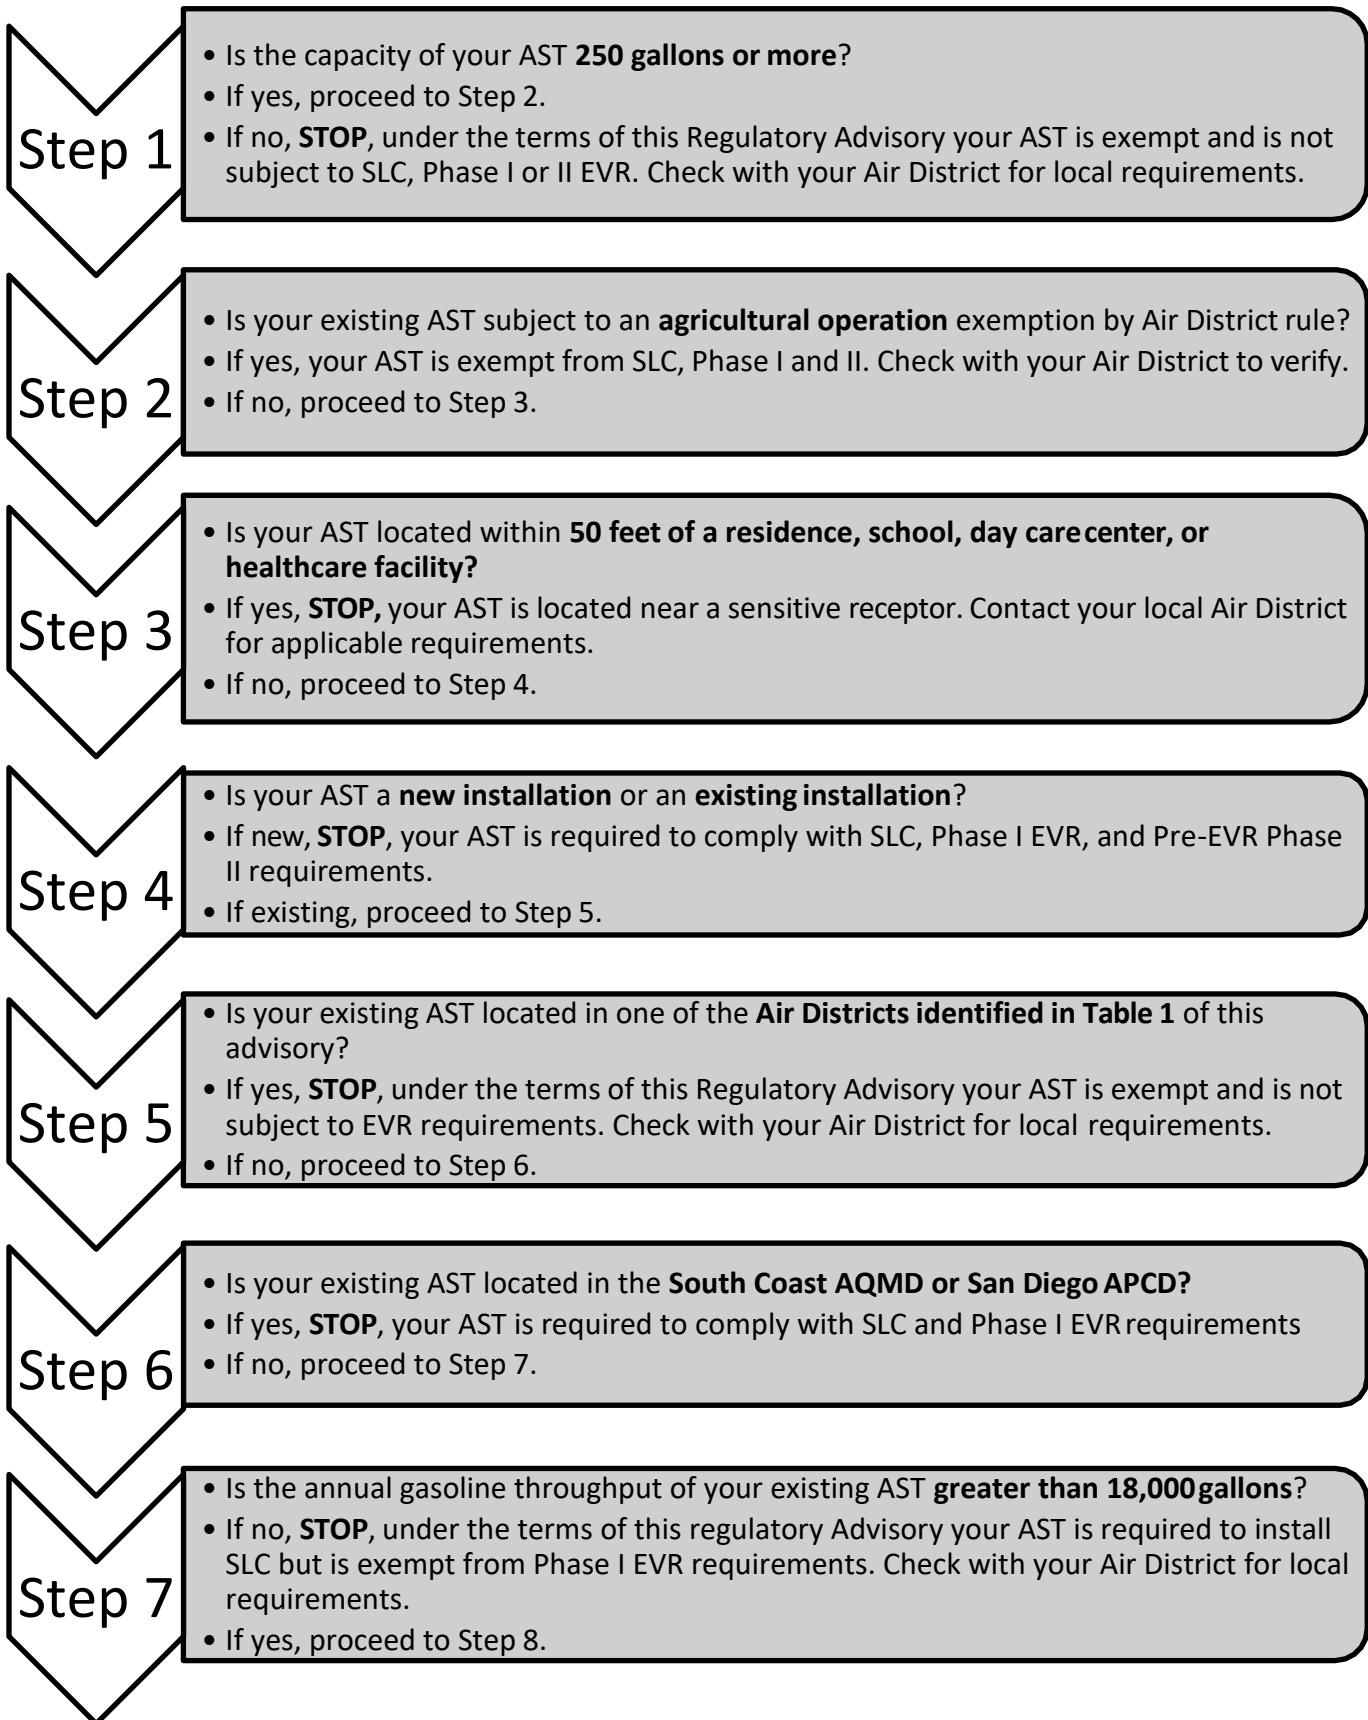 Step 1
• Is the capacity of your AST 250 gallons or more?
• If yes, proceed to Step 2.
• If no, STOP, under the terms of this Regulatory Advisory your AST is exempt and is not
subject to SLC, Phase I or II EVR. Check with your Air District for local requirements.
Step 2
• Is your existing AST subject to an agricultural operation exemption by Air District rule?
• If yes, your AST is exempt from SLC, Phase I and II. Check with your Air District to verify.
• If no, proceed to Step 3.
Step 3
• Is your AST located within 50 feet of a residence, school, day care center, or
healthcare facility?
• If yes, STOP, your AST is located near a sensitive receptor. Contact your local Air District
for applicable requirements.
• If no, proceed to Step 4.
Step 4
• Is your AST a new installation or an existing installation?
• If new, STOP, your AST is required to comply with SLC, Phase I EVR, and Pre-EVR Phase
II requirements.
• If existing, proceed to Step 5.
Step 5
• Is your existing AST located in one of the Air Districts identified in Table 1 of this
advisory?
• If yes, STOP, under the terms of this Regulatory Advisory your AST is exempt and is not
subject to EVR requirements. Check with your Air District for local requirements.
• If no, proceed to Step 6.
Step 6
• Is your existing AST located in the South Coast AQMD or San Diego APCD?
• If yes, STOP, your AST is required to comply with SLC and Phase I EVR requirements
• If no, proceed to Step 7.
Step 7
• Is the annual gasoline throughput of your existing AST greater than 18,000 gallons?
• If no, STOP, under the terms of this regulatory Advisory your AST is required to install
SLC but is exempt from Phase I EVR requirements. Check with your Air District for local
requirements.
• If yes, proceed to Step 8.